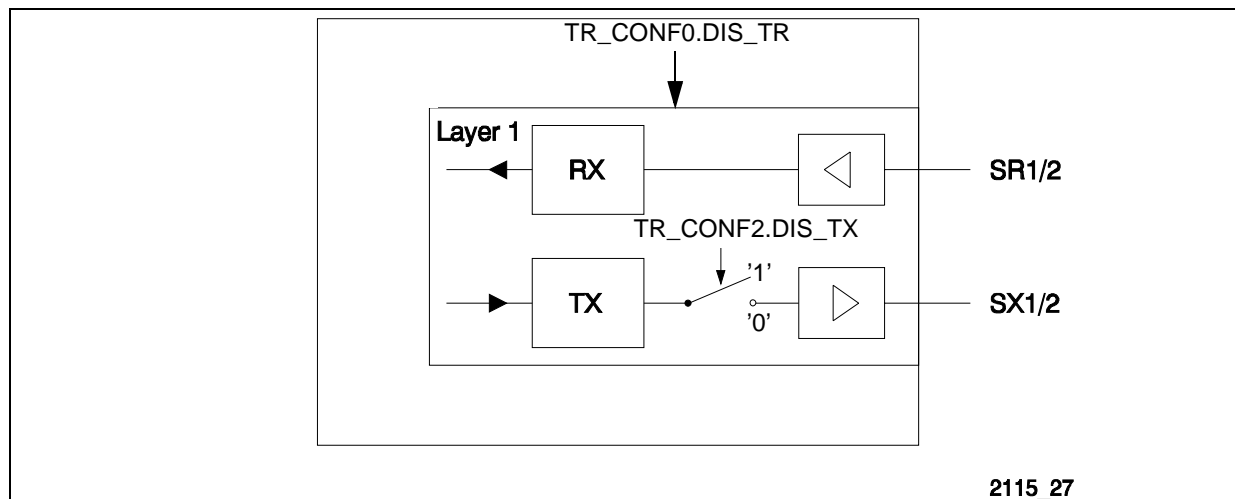 TR_CONF0.DIS_TR
Layer 1
RX
SR1/2
TR_CONF2.DIS_TX
TX
'1'
'0'
SX1/2
2115_27